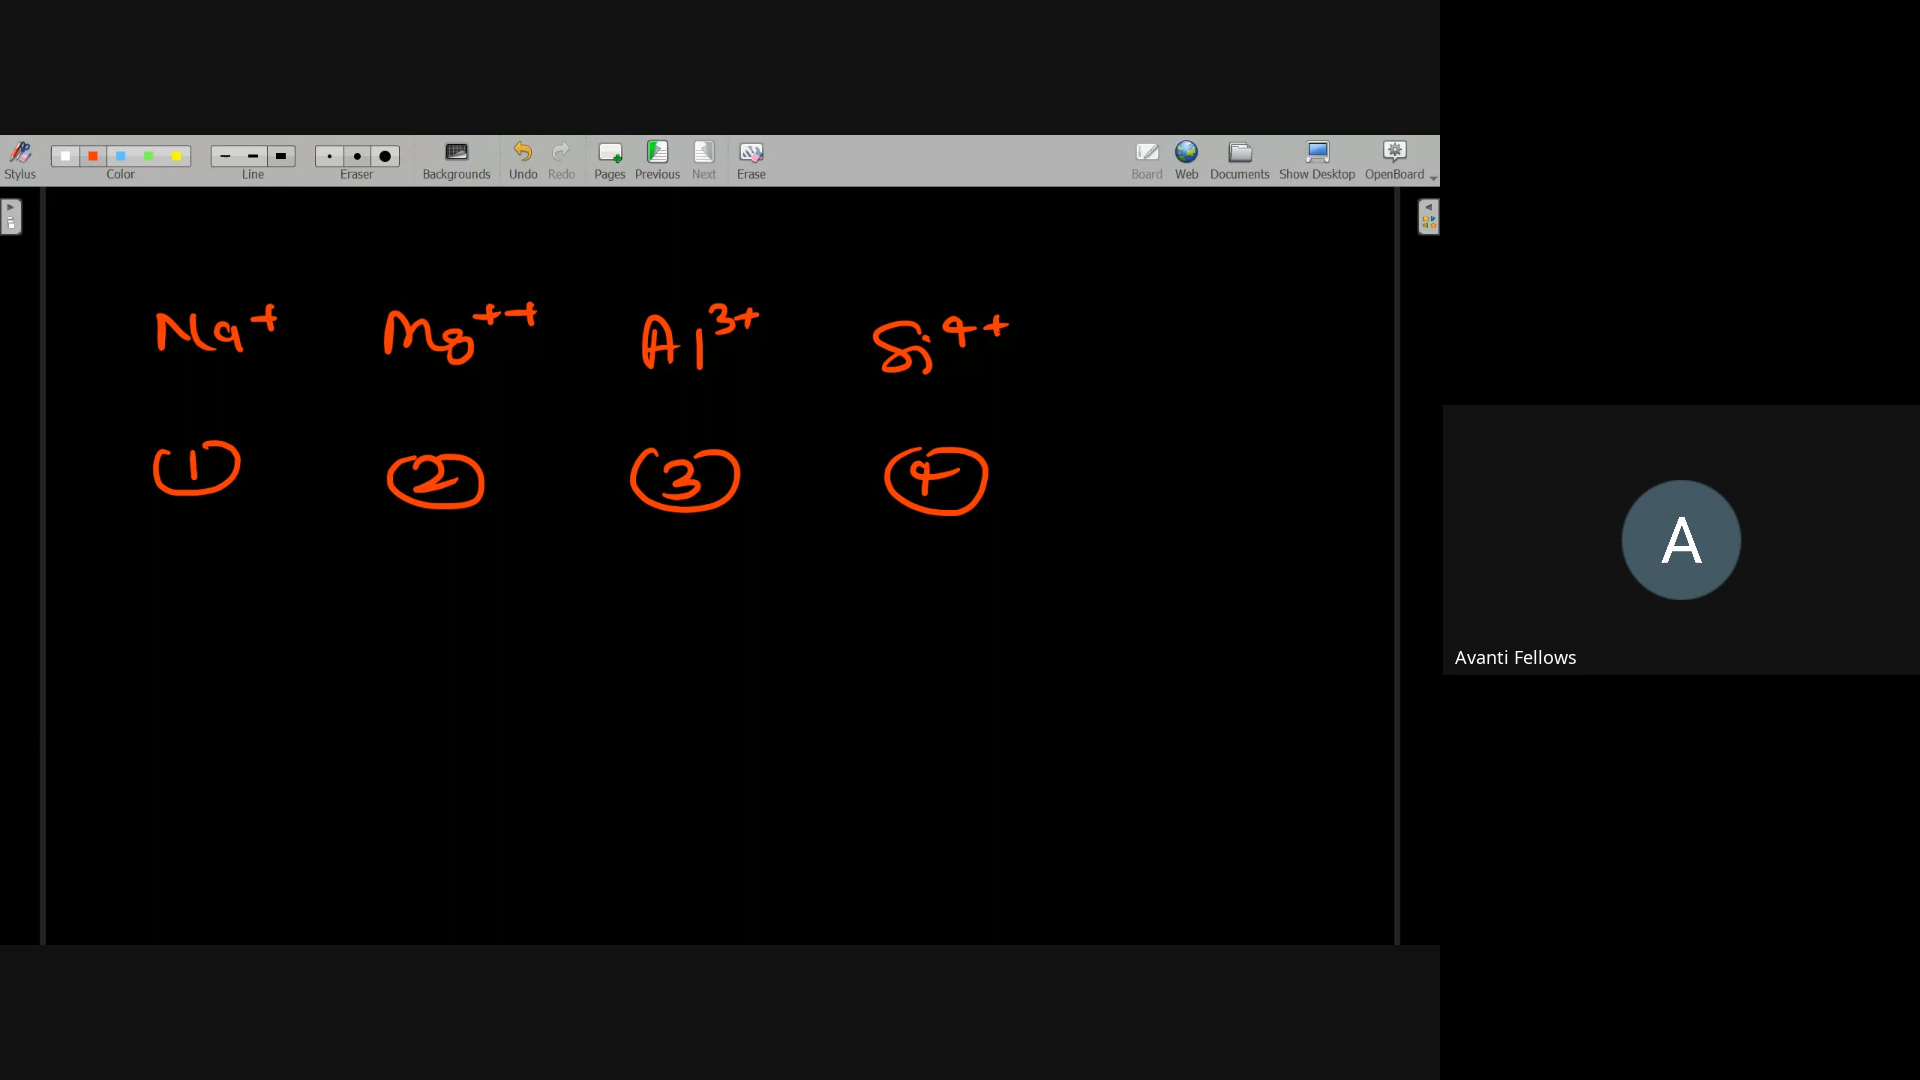 Stylus Color Line Eraser Backgrounds Undo Redo Pages Previous Next Erase Board Web Documents Show Desktop OpenBoard
Na⁺ Mg⁺⁺ Al³⁺ Si⁴⁺
1 2 3 4
A
Avanti Fellows